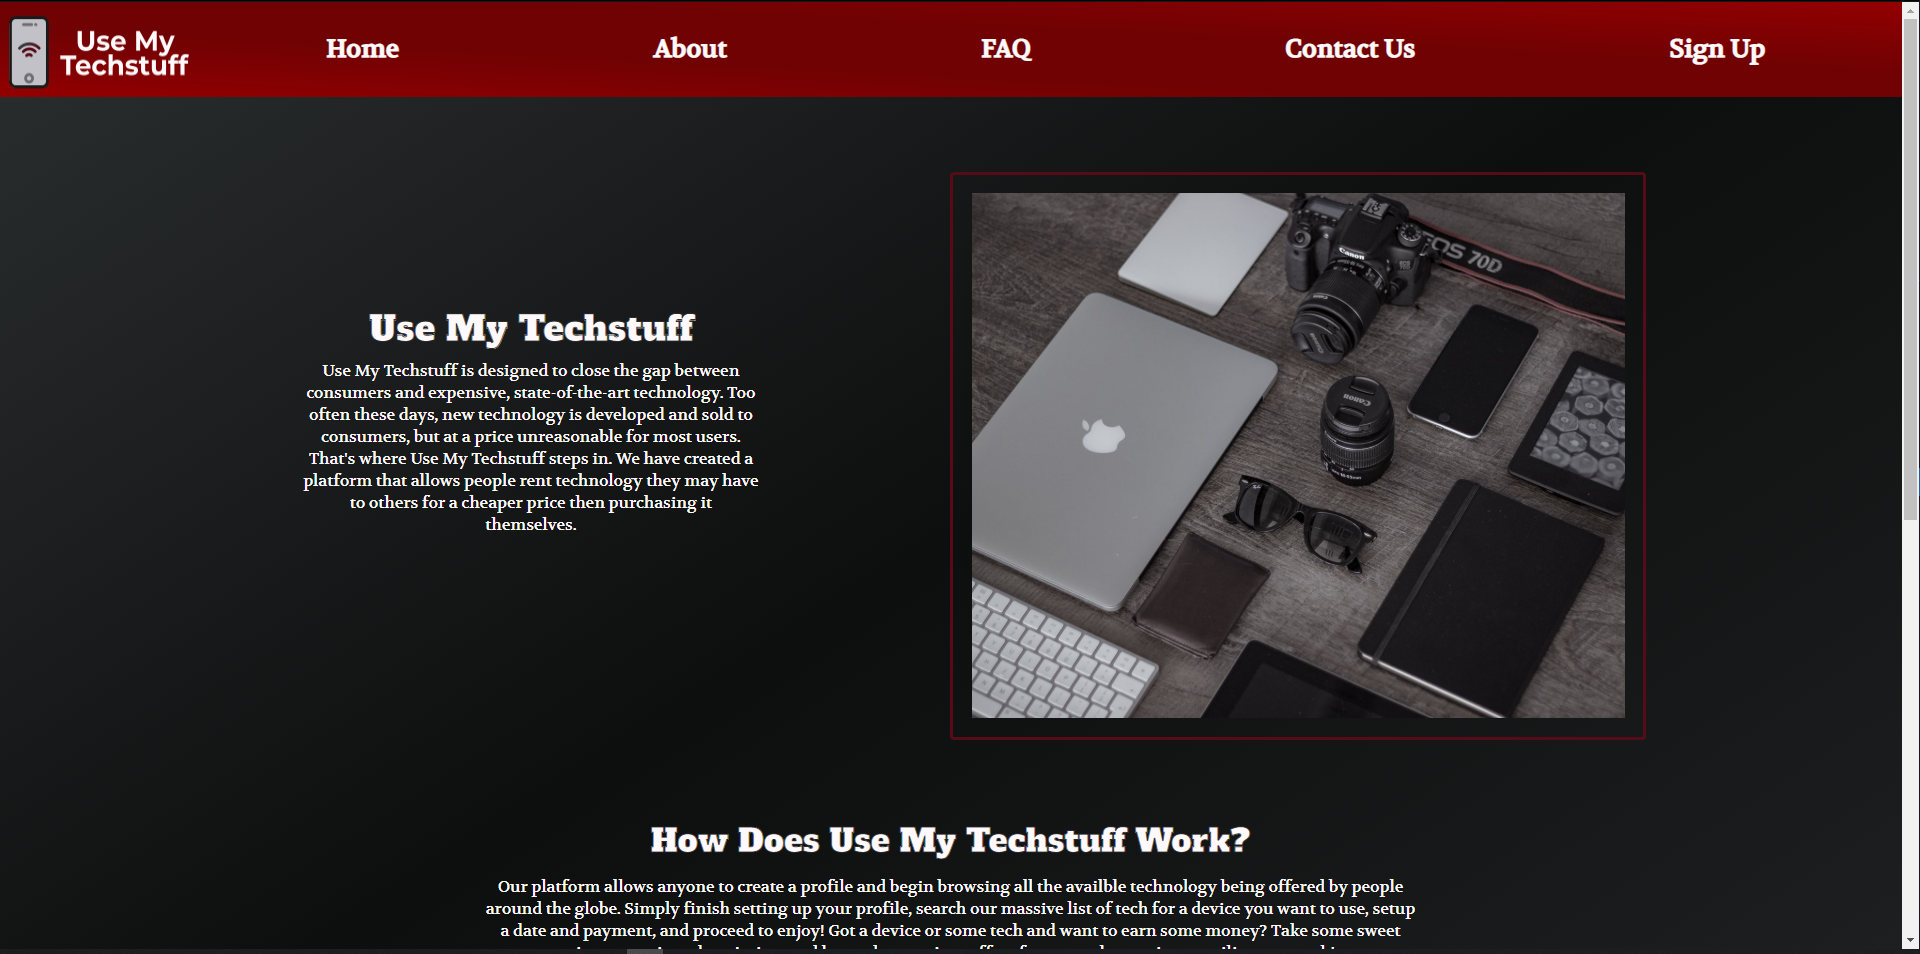 Use My
Techstuff
Home
About
FAQ
Contact Us
Sign Up
Use My Techstuff
Use My Techstuff is designed to close the gap between
consumers and expensive, state-of-the-art technology. Too
often these days, new technology is developed and sold to
consumers, but at a price unreasonable for most users.
That's where Use My Techstuff steps in. We have created a
platform that allows people rent technology they may have
to others for a cheaper price then purchasing it
themselves.
Canon
EOS 70D
Canon
How Does Use My Techstuff Work?
Our platform allows anyone to create a profile and begin browsing all the availble technology being offered by people
around the globe. Simply finish setting up your profile, search our massive list of tech for a device you want to use, setup
a date and payment, and proceed to enjoy! Got a device or some tech and want to earn some money? Take some sweet